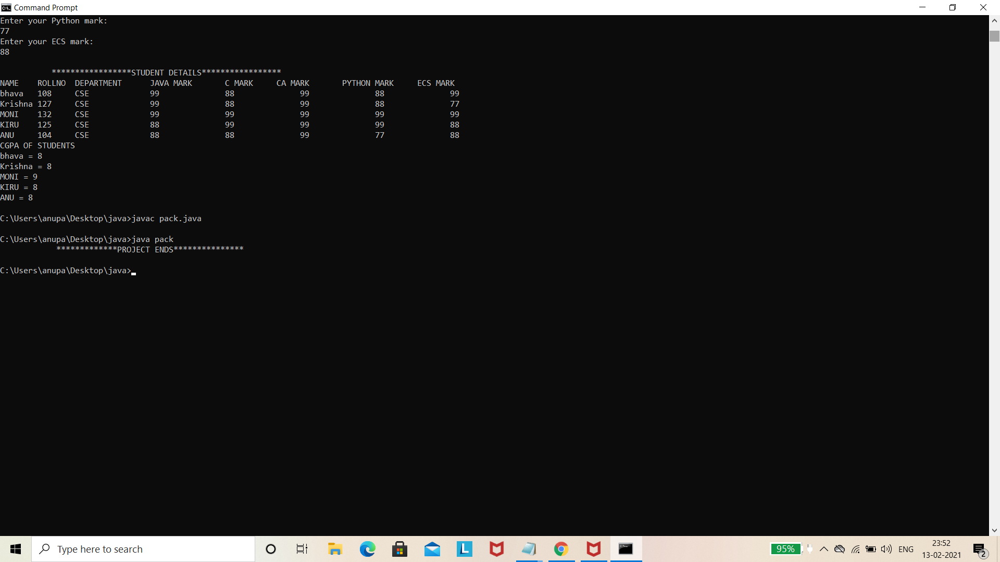 Command Prompt
Enter your Python mark:
77
Enter your ECS mark:
88
*****************STUDENT DETAILS*****************
NAME ROLLNO DEPARTMENT JAVA MARK C MARK CA MARK PYTHON MARK ECS MARK
bhava 108 CSE 99 88 99 88 99
Krishna 127 CSE 99 88 99 88 77
MONI 132 CSE 99 99 99 99 99
KIRU 125 CSE 88 99 99 99 88
ANU 104 CSE 88 88 99 77 88
CGPA OF STUDENTS
bhava = 8
Krishna = 8
MONI = 9
KIRU = 8
ANU = 8
C:\Users\anupa\Desktop\java>javac pack.java
C:\Users\anupa\Desktop\java>java pack
*************PROJECT ENDS***************
C:\Users\anupa\Desktop\java>
Type here to search
L
95%
ENG
23:52
13-02-2021
2